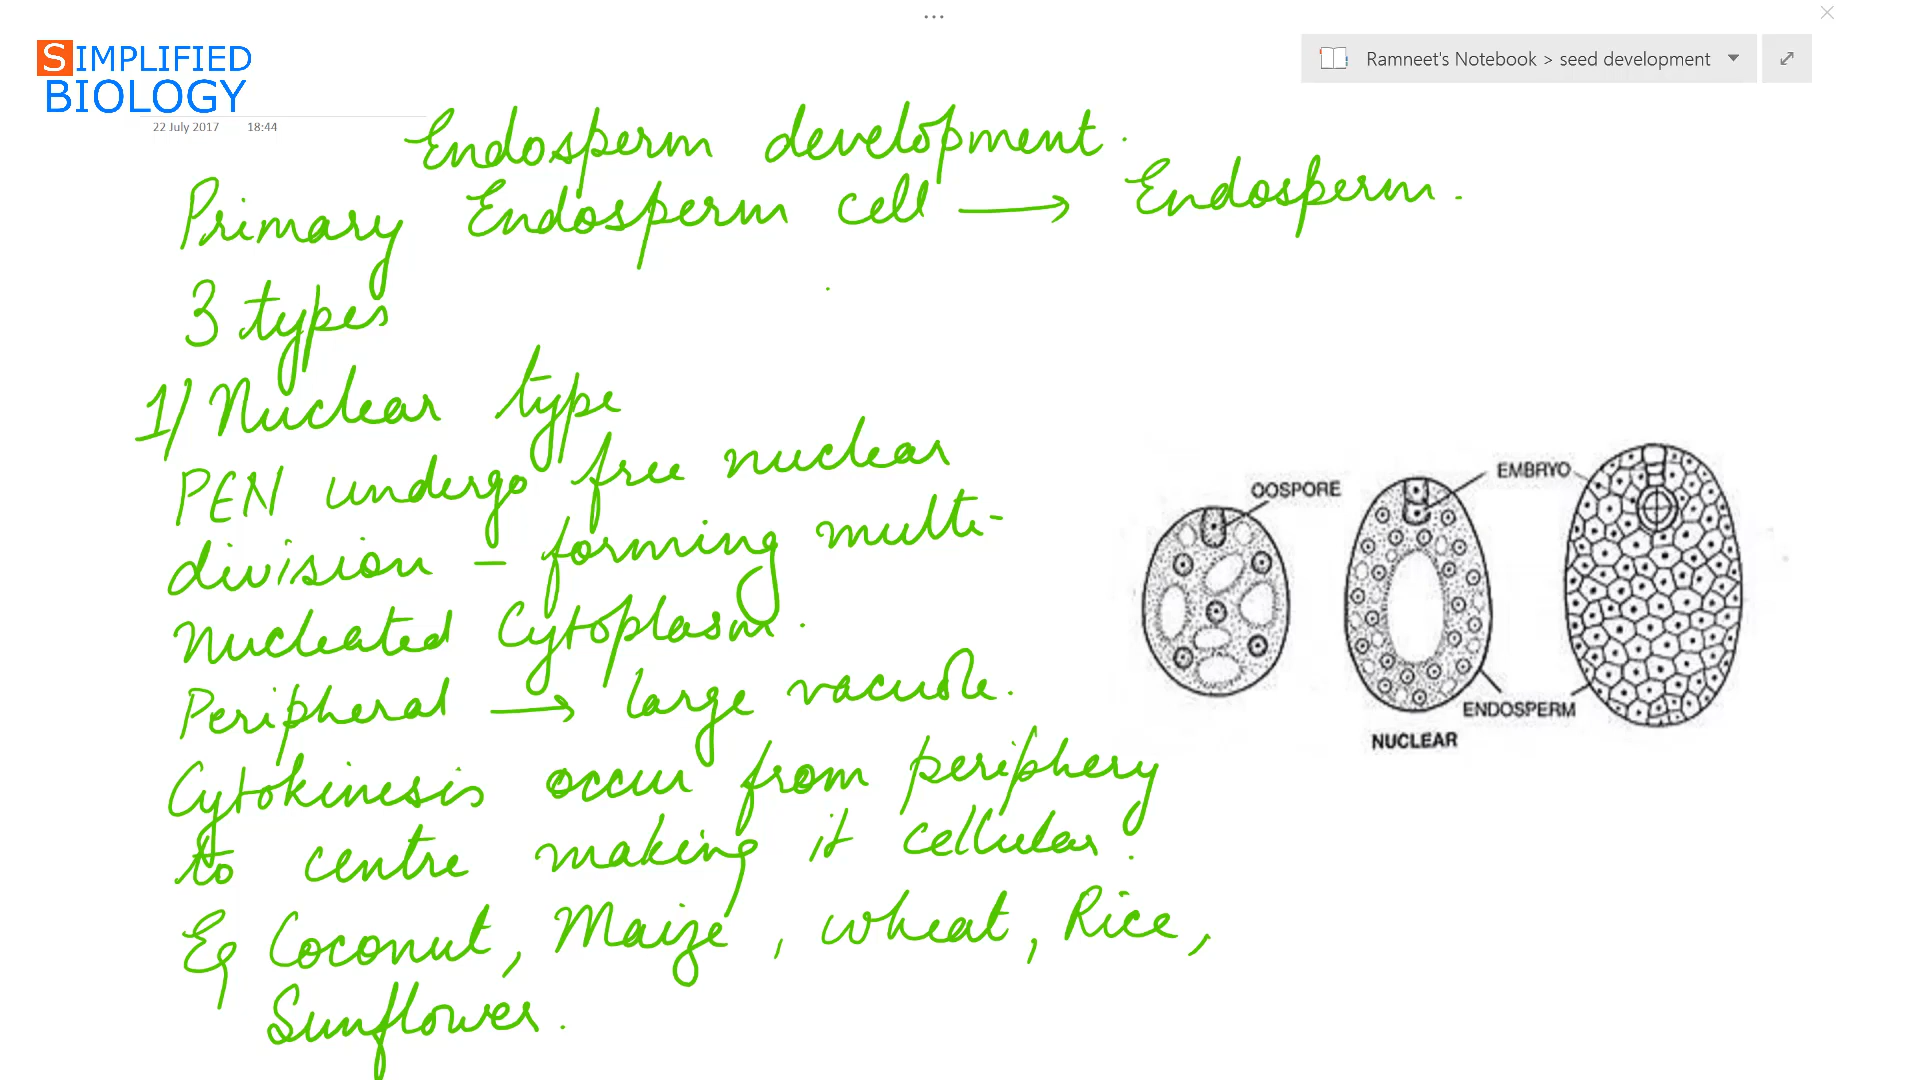 SIMPLIFIED
BIOLOGY
...
Ramneet's Notebook > seed development
22 July 2017 18:44
Endosperm development.
Primary Endosperm cell → Endosperm.
3 types
1) Nuclear type
PEN undergo free nuclear
division - forming multi-
Nucleated Cytoplasm.
Peripheral → large vacuole.
Cytokinesis occur from periphery
to centre making it cellular.
Eg Coconut, Maize, wheat, Rice,
Sunflower.
OOSPORE
EMBRYO
ENDOSPERM
NUCLEAR